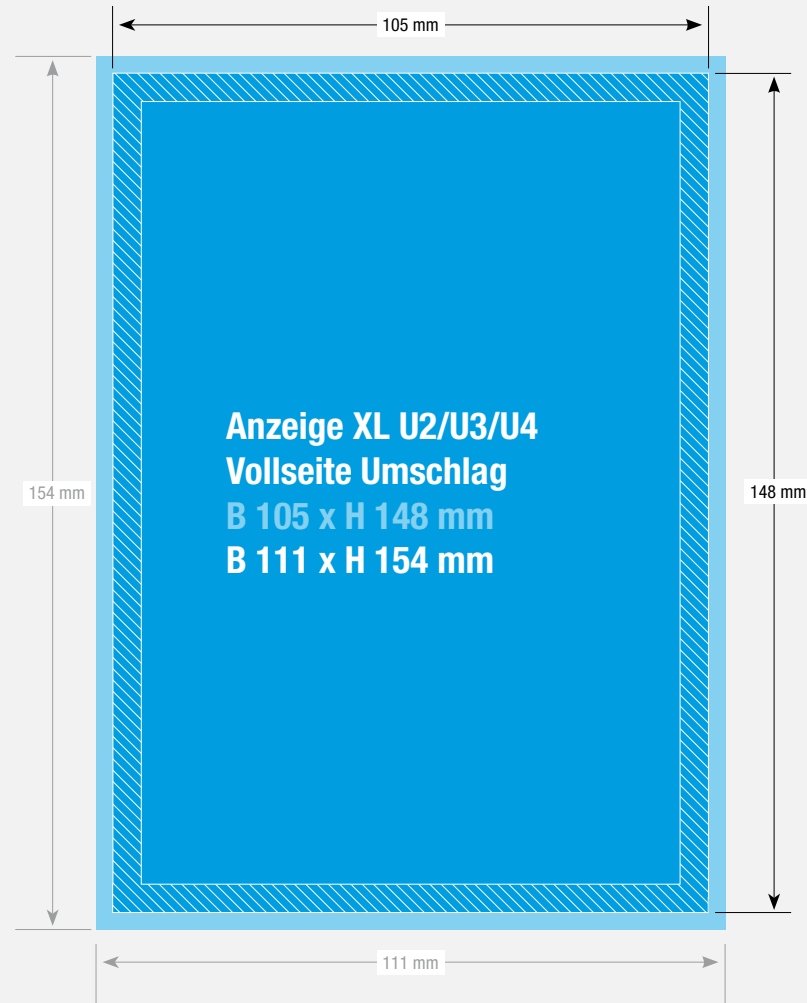 105 mm
Anzeige XL U2/U3/U4
Vollseite Umschlag
154 mm
148 mm
B 105 x H 148 mm
B 111 x H 154 mm
111 mm